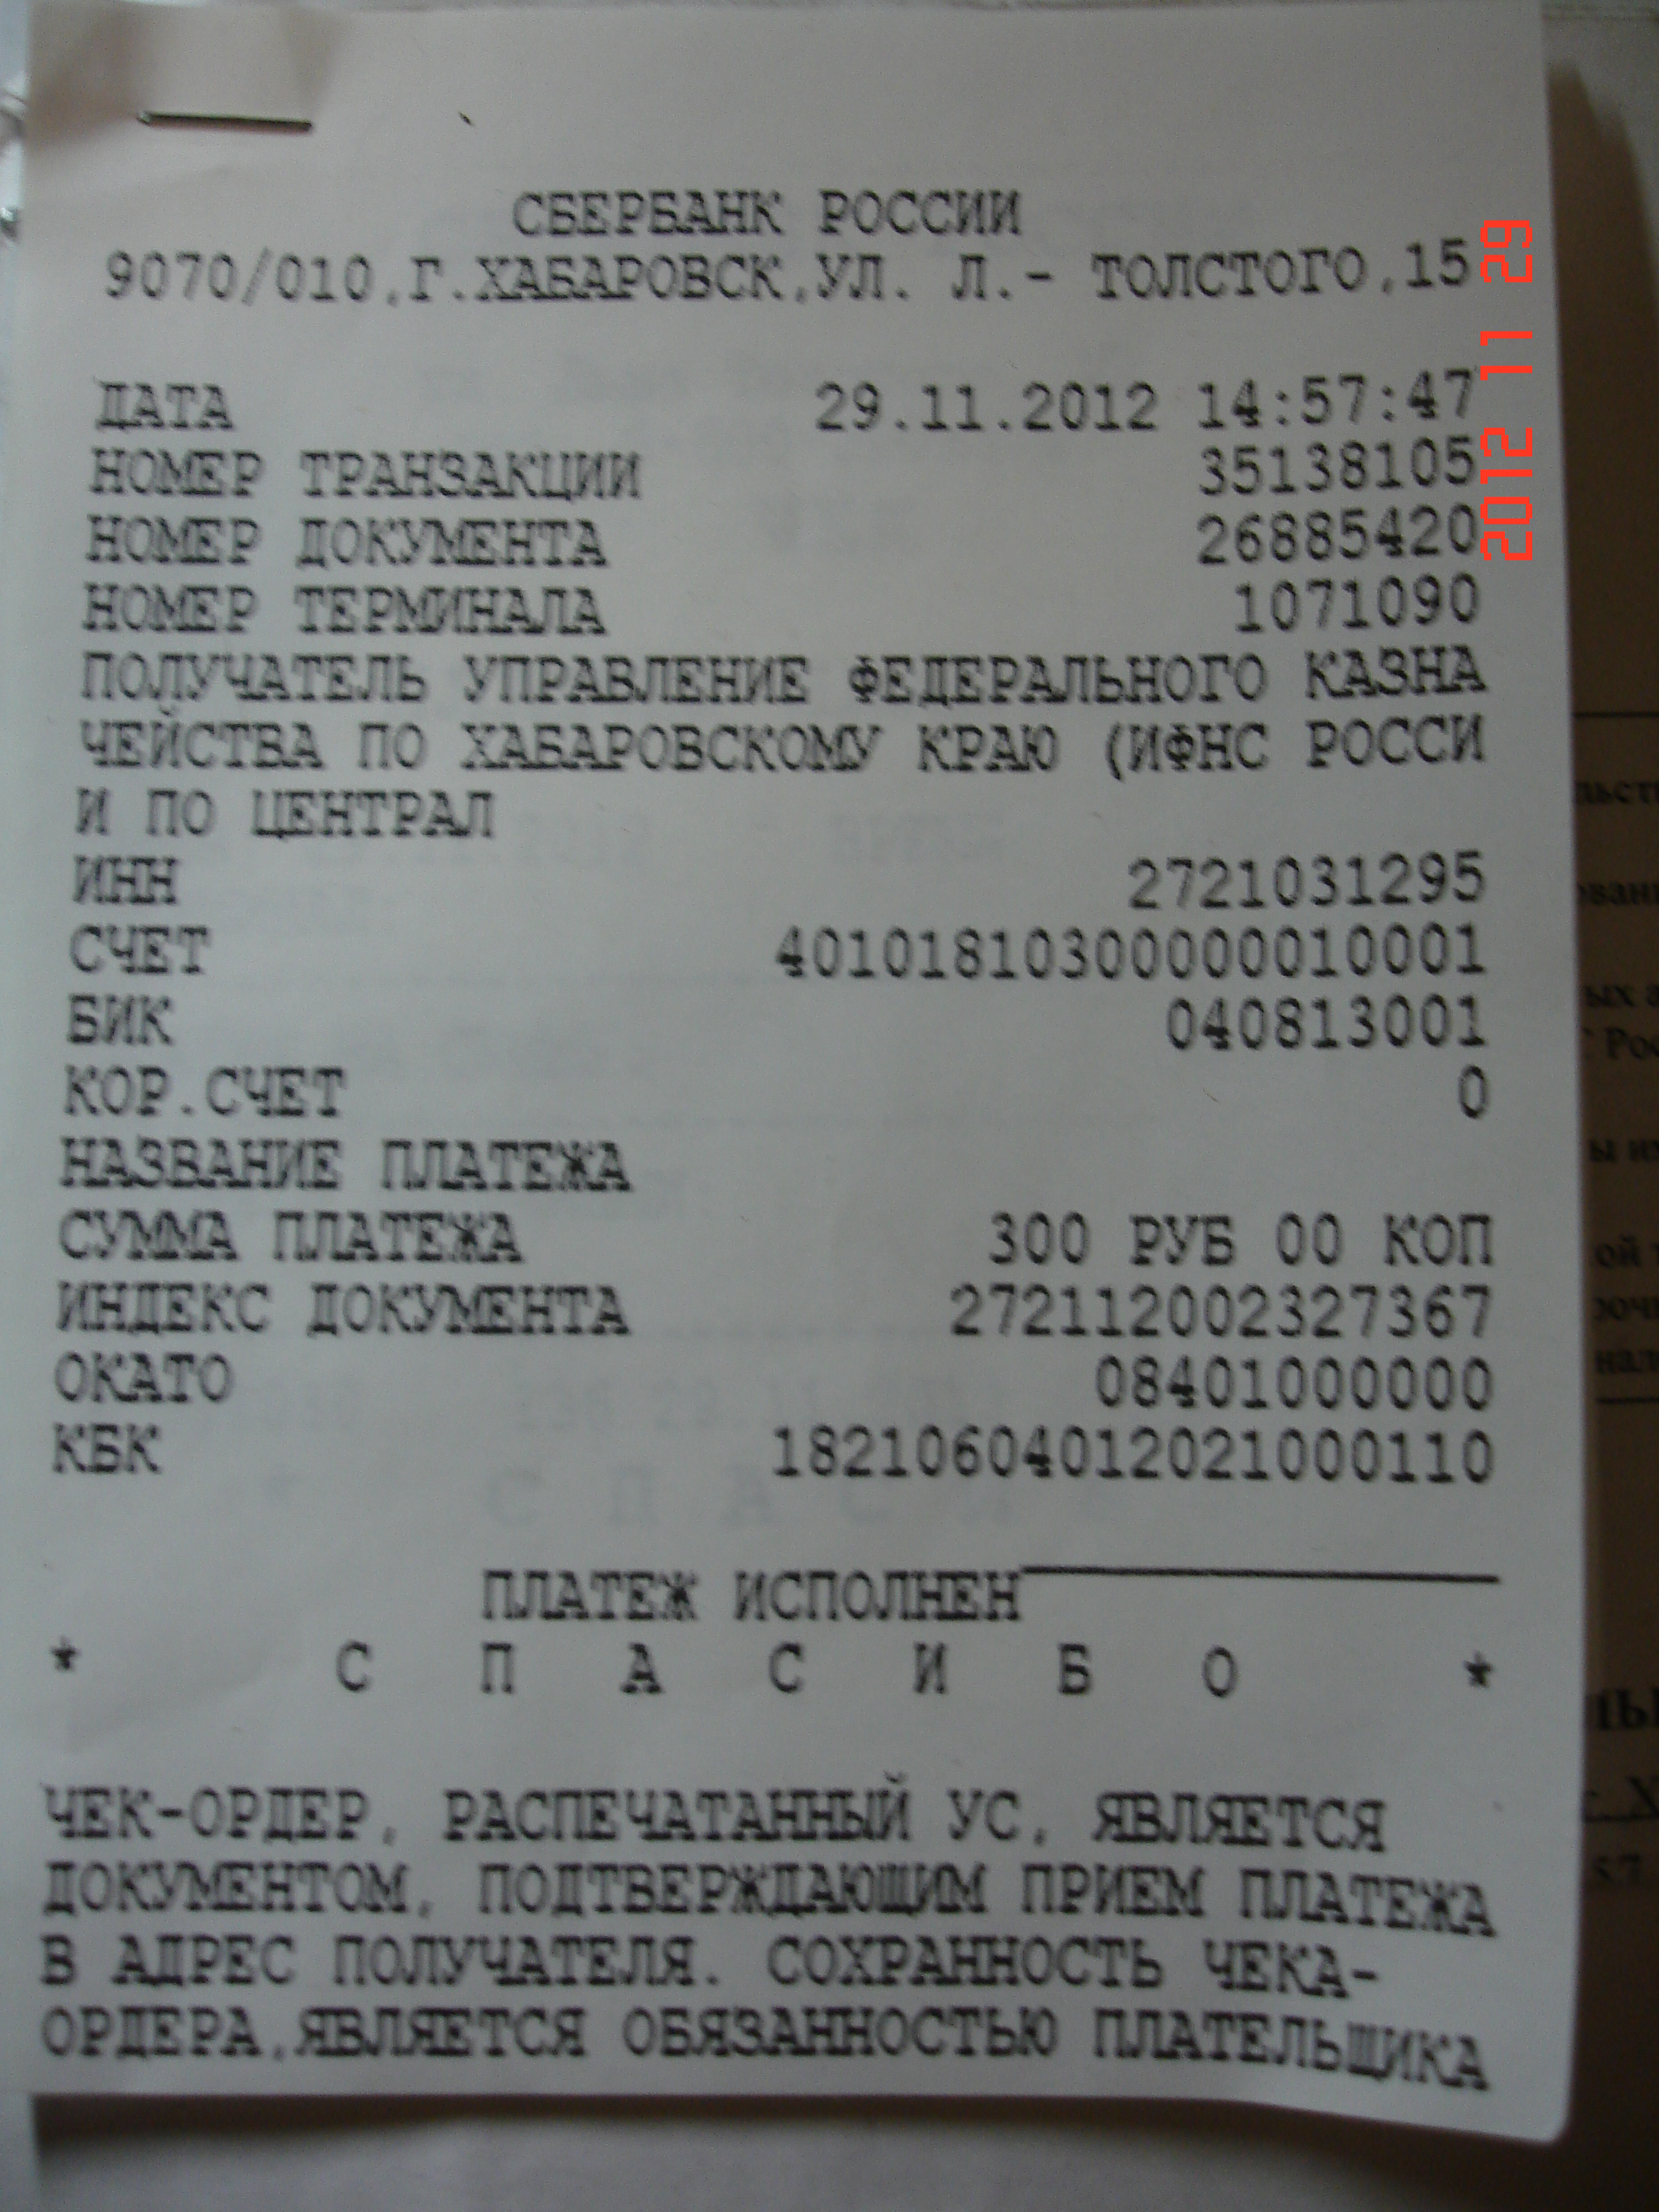 СБЕРБАНК РОССИИ
9070/010,Г.ХАБАРОВСК,УЛ. Л.- ТОЛСТОГО,15
ДАТА 29.11.2012 14:57:47
НОМЕР ТРАНЗАКЦИИ 35138105
НОМЕР ДОКУМЕНТА 26885420
НОМЕР ТЕРМИНАЛА 1071090
ПОЛУЧАТЕЛЬ УПРАВЛЕНИЕ ФЕДЕРАЛЬНОГО КАЗНА
ЧЕЙСТВА ПО ХАБАРОВСКОМУ КРАЮ (ИФНС РОССИ
И ПО ЦЕНТРАЛ
ИНН 2721031295
СЧЕТ 40101810300000010001
БИК 040813001
КОР.СЧЕТ 0
НАЗВАНИЕ ПЛАТЕЖА
СУММА ПЛАТЕЖА 300 РУБ 00 КОП
ИНДЕКС ДОКУМЕНТА 272112002327367
ОКАТО 08401000000
КБК 18210604012021000110
ПЛАТЕЖ ИСПОЛНЕН
* С П А С И Б О *
ЧЕК-ОРДЕР, РАСПЕЧАТАННЫЙ УС, ЯВЛЯЕТСЯ
ДОКУМЕНТОМ, ПОДТВЕРЖДАЮЩИМ ПРИЕМ ПЛАТЕЖА
В АДРЕС ПОЛУЧАТЕЛЯ. СОХРАННОСТЬ ЧЕКА-
ОРДЕРА,ЯВЛЯЕТСЯ ОБЯЗАННОСТЬЮ ПЛАТЕЛЬЩИКА
2012 11 29